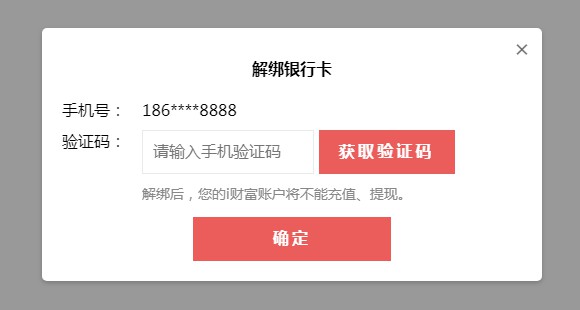 解绑银行卡
手机号： 186****8888
验证码： 请输入手机验证码 获取验证码
解绑后，您的i财富账户将不能充值、提现。
确定